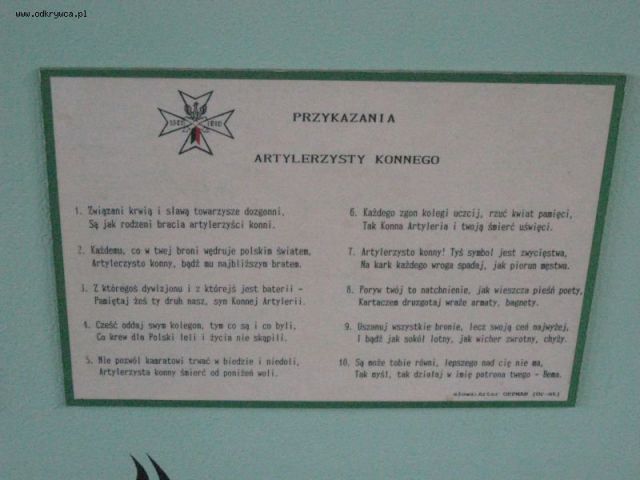 www.odkrywca.pl
PRZYKAZANIA
ARTYLERZYSTY KONNEGO
1. Związani krwią i sławą towarzysze dozgonni,
Są jak rodzeni bracia artylerzyści konni.
2. Każdemu, co w twej broni wędruje polskim światem,
Artylerzysto konny, bądź mu najbliższym bratem.
3. Z któregoś dywizjonu i z którejś jest baterii -
Pamiętaj żeś ty druh nasz, syn Konnej Artylerii.
4. Cześć oddaj swym kolegom, tym co są i co byli,
Co krew dla Polski leli i życia nie skąpili.
5. Nie pozwól kamratowi trwać w biedzie i niedoli,
Artylerzysta konny śmierć od poniżeń woli.
6. Każdego zgon kolegi uczcij, rzuć kwiat pamięci,
Tak Konna Artyleria i twoją śmierć uświęci.
7. Artylerzysto konny! Tyś symbol jest zwycięstwa,
Na kark każdego wroga spadaj, jak piorun męstwa.
8. Poryw twój to natchnienie, jak wieszcza pieśń poety,
Kartaczem druzgotaj wraże armaty, bagnety.
9. Uszanuj wszystkie bronie, lecz swoją ceń najwyżej,
I bądź jak sokół lotny, jak wicher zwrotny, chyży.
10. Są może tobie równi, lepszego nad cię nie ma,
Tak myśl, tak działaj w imię patrona twego - Bema.
słowa: Artur